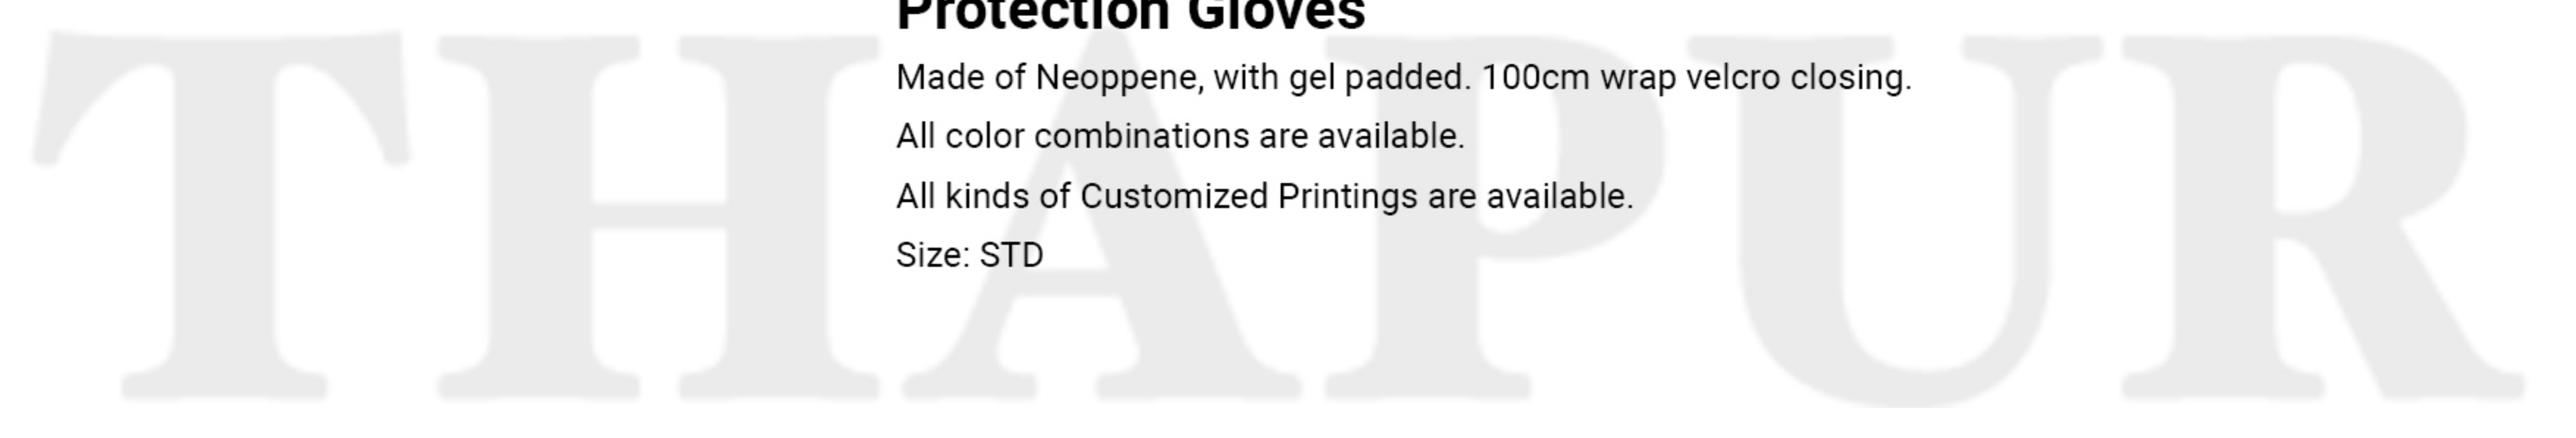 Protection Gloves
Made of Neoppene, with gel padded. 100cm wrap velcro closing.
All color combinations are available.
All kinds of Customized Printings are available.
Size: STD
THAPUR